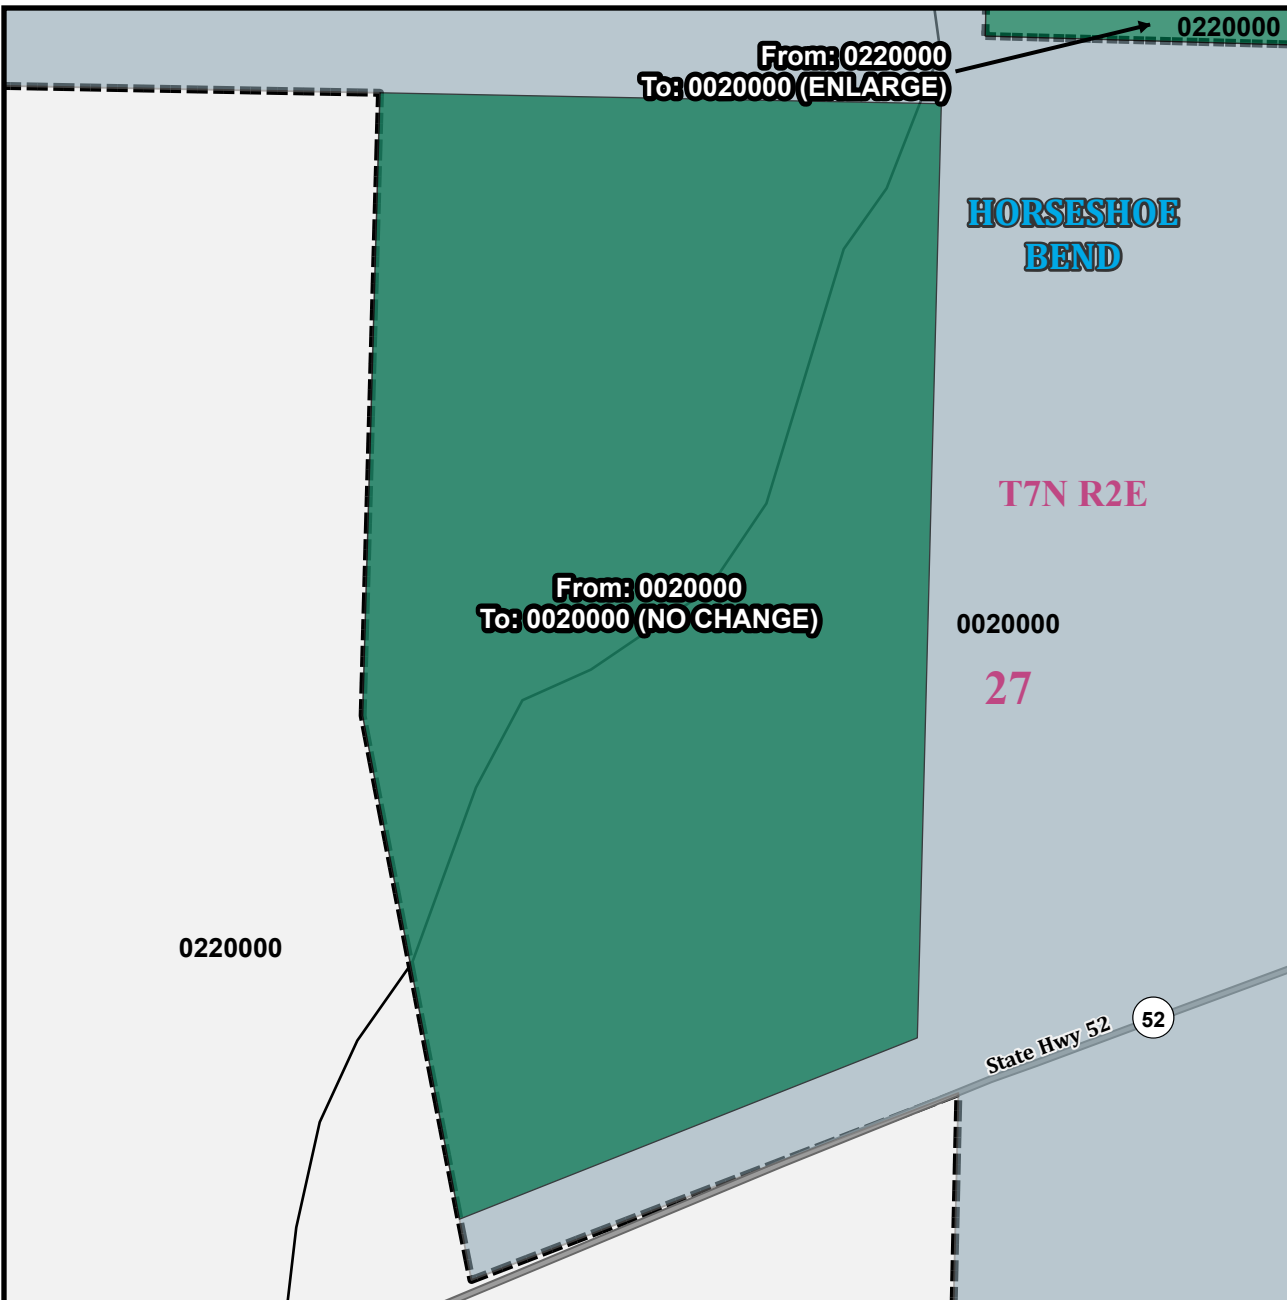 0220000
From: 0220000
To: 0020000 (ENLARGE)
HORSESHOE
BEND
T7N R2E
From: 0020000
To: 0020000 (NO CHANGE)
0020000
27
0220000
State Hwy 52
52